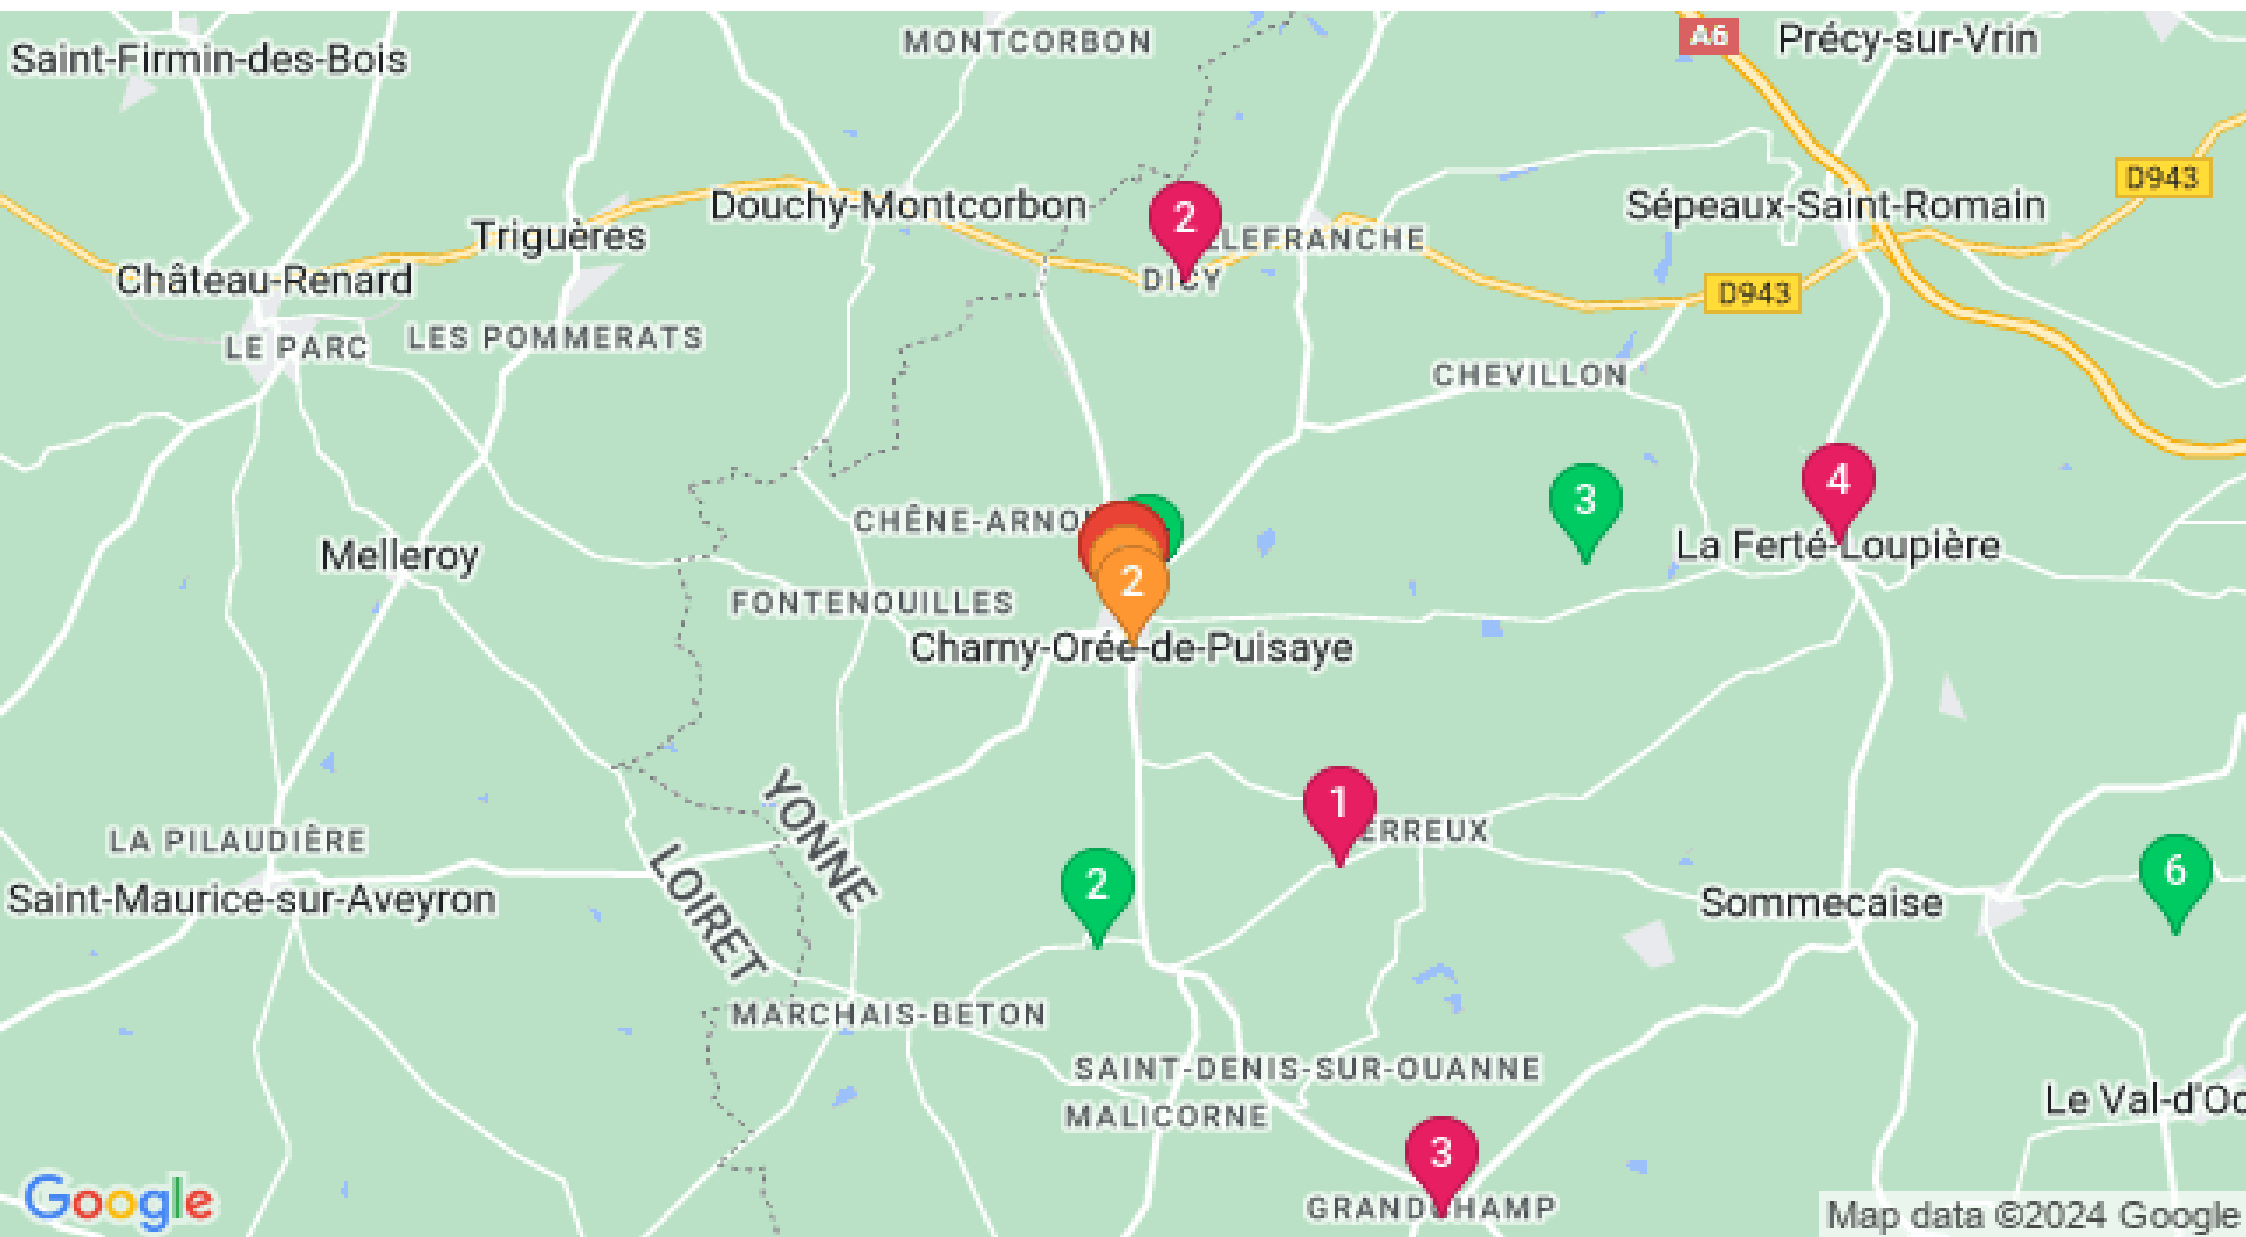 MONTCORBON
A6
Précy-sur-Vrin
Saint-Firmin-des-Bois
D943
2
Douchy-Montcorbon
Sépeaux-Saint-Romain
Triguères
LEFRANCHE
Château-Renard
DICY
D943
LES POMMERATS
LE PARC
CHEVILLON
4
3
CHÊNE-ARNO
La Ferté-Loupière
Melleroy
2
FONTENOUILLES
Charny-Orée-de-Puisaye
YONNE
1
ERREUX
LA PILAUDIÈRE
6
2
LOIRET
Saint-Maurice-sur-Aveyron
Sommecaise
MARCHAIS-BETON
SAINT-DENIS-SUR-OUANNE
Le Val-d'Oc
MALICORNE
3
GRANDCHAMP
Google
Map data ©2024 Google